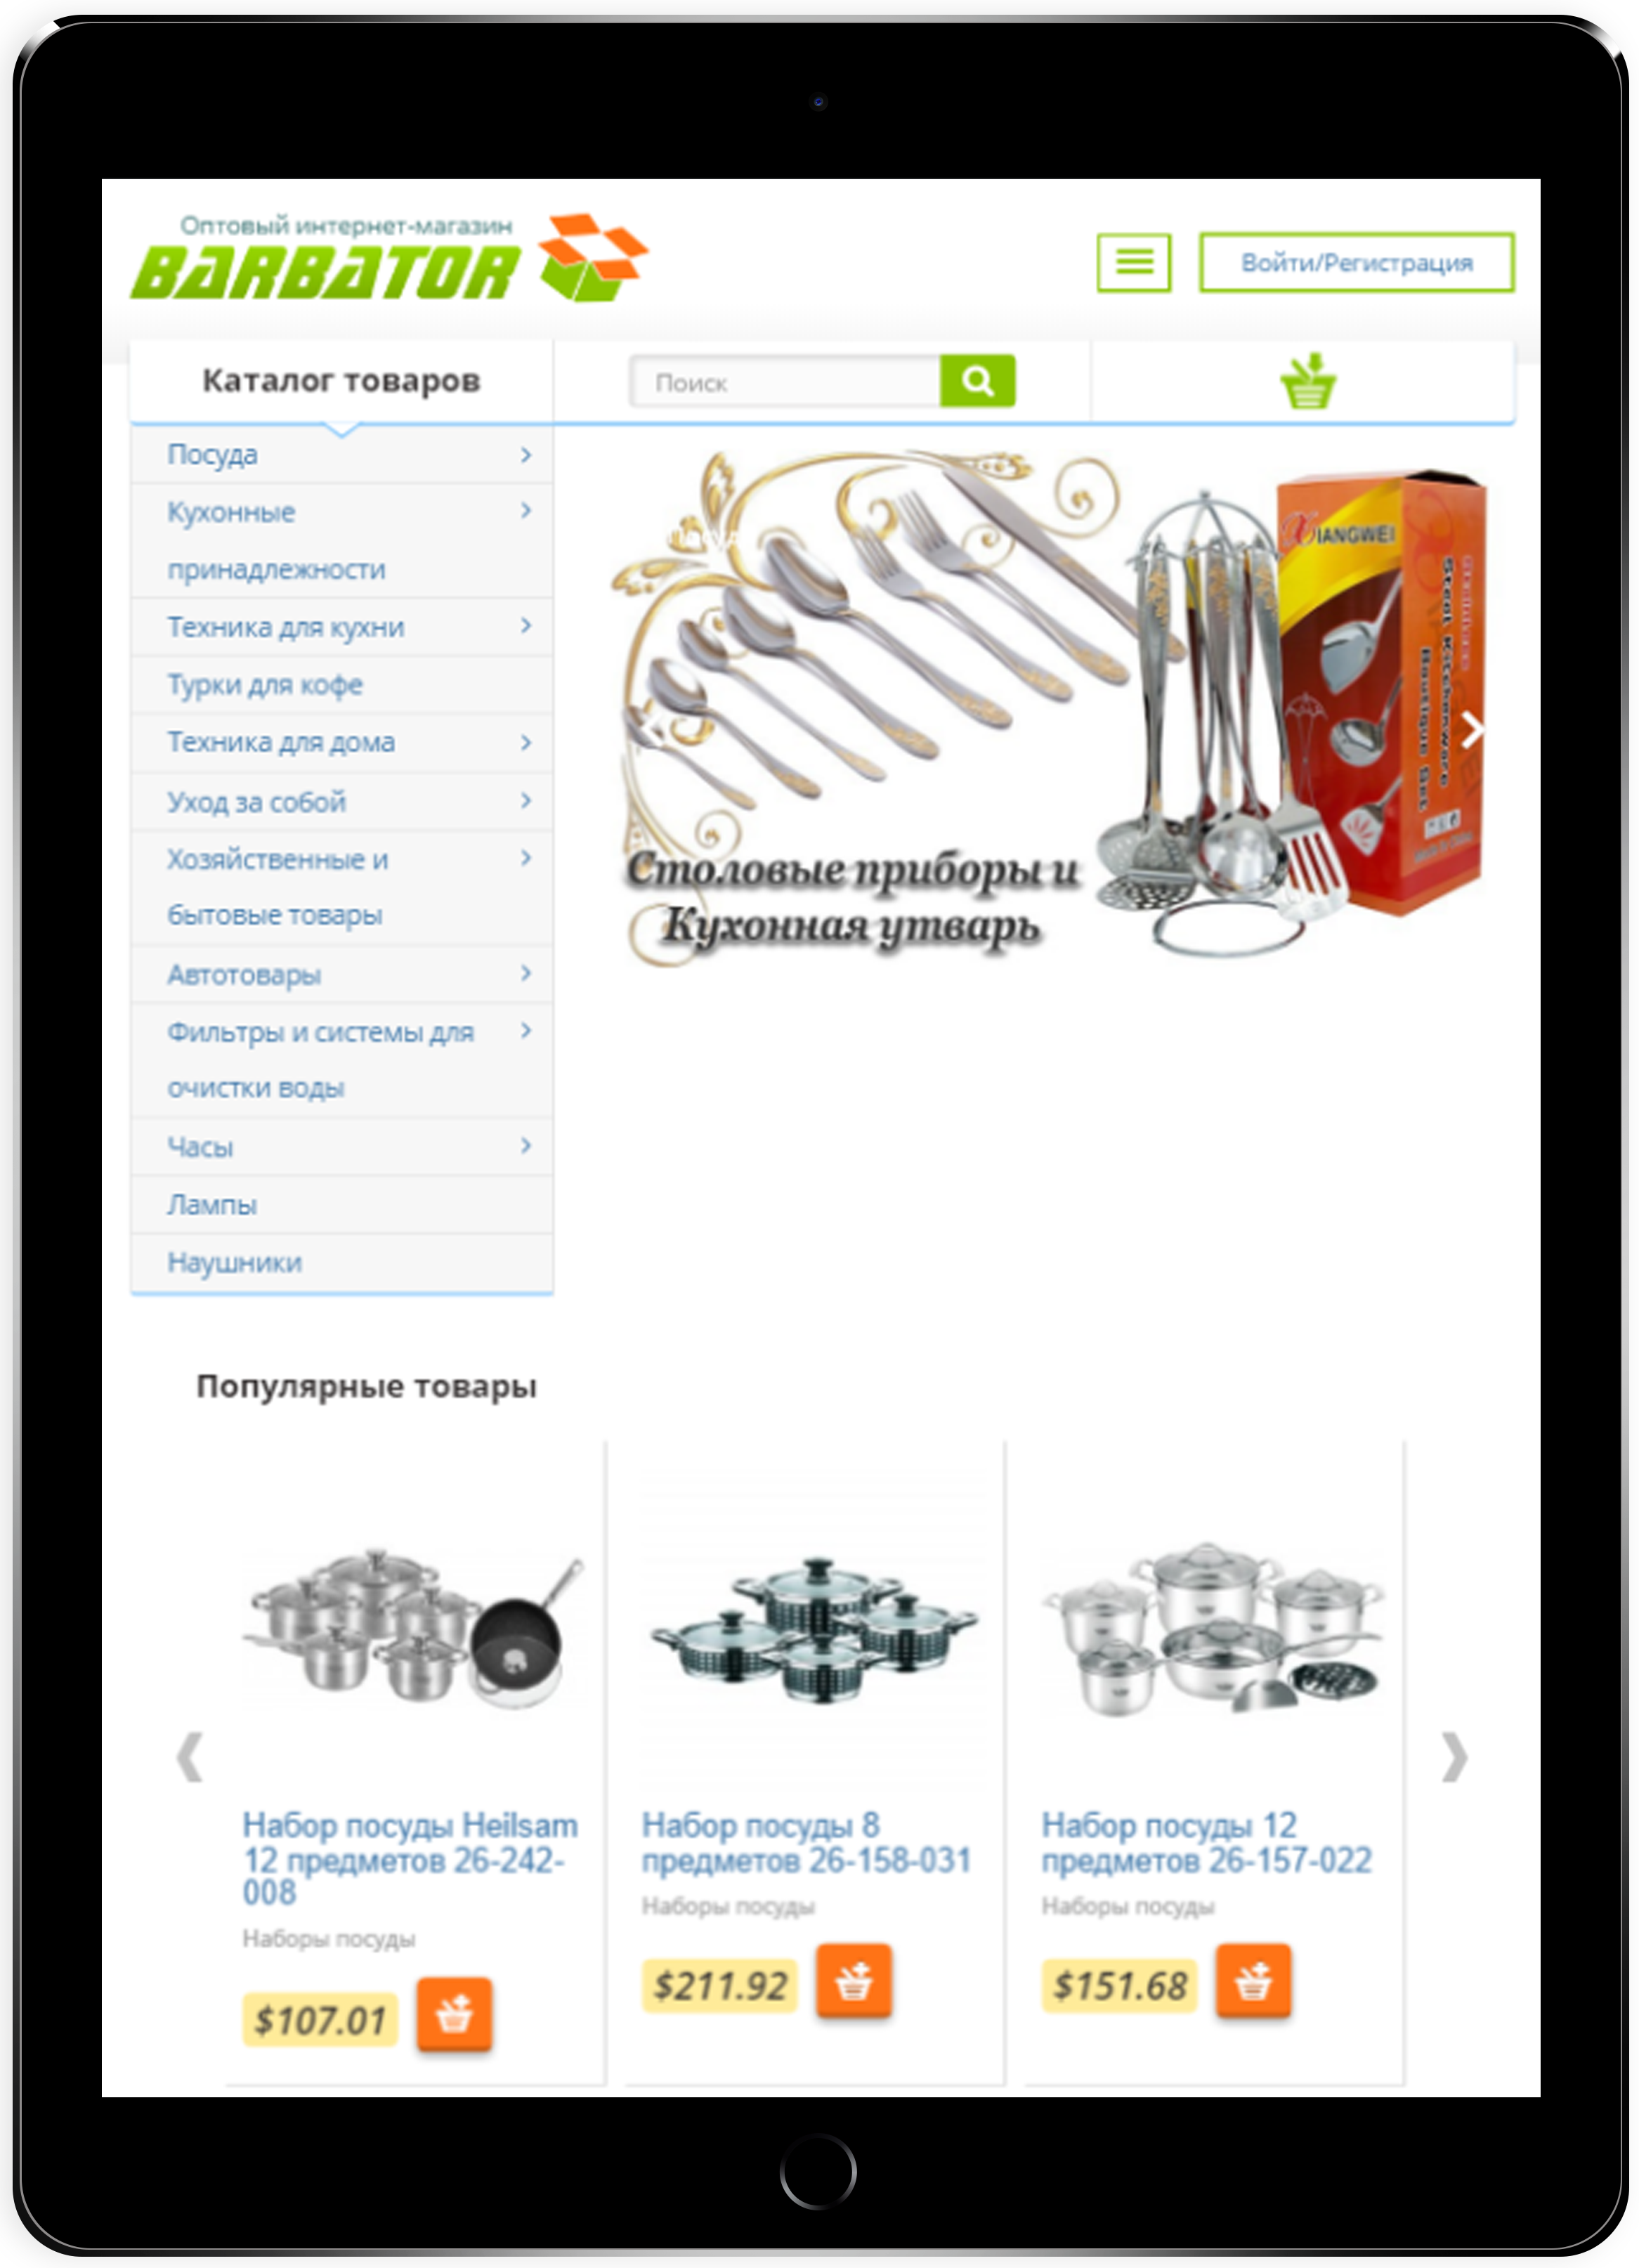 Оптовый интернет-магазин
BARBATOR
Войти/Регистрация
Каталог товаров
Поиск
Посуда
Кухонные
принадлежности
Техника для кухни
Турки для кофе
Техника для дома
Уход за собой
Хозяйственные и
бытовые товары
Автотовары
Фильтры и системы для
очистки воды
Часы
Лампы
Наушники
XIANGWEI
Stainless
Steel Kitchenware
Boutique Set
Столовые приборы и
Кухонная утварь
Популярные товары
Набор посуды Heilsam
12 предметов 26-242-
008
Наборы посуды
$107.01
Набор посуды 8
предметов 26-158-031
Наборы посуды
$211.92
Набор посуды 12
предметов 26-157-022
Наборы посуды
$151.68